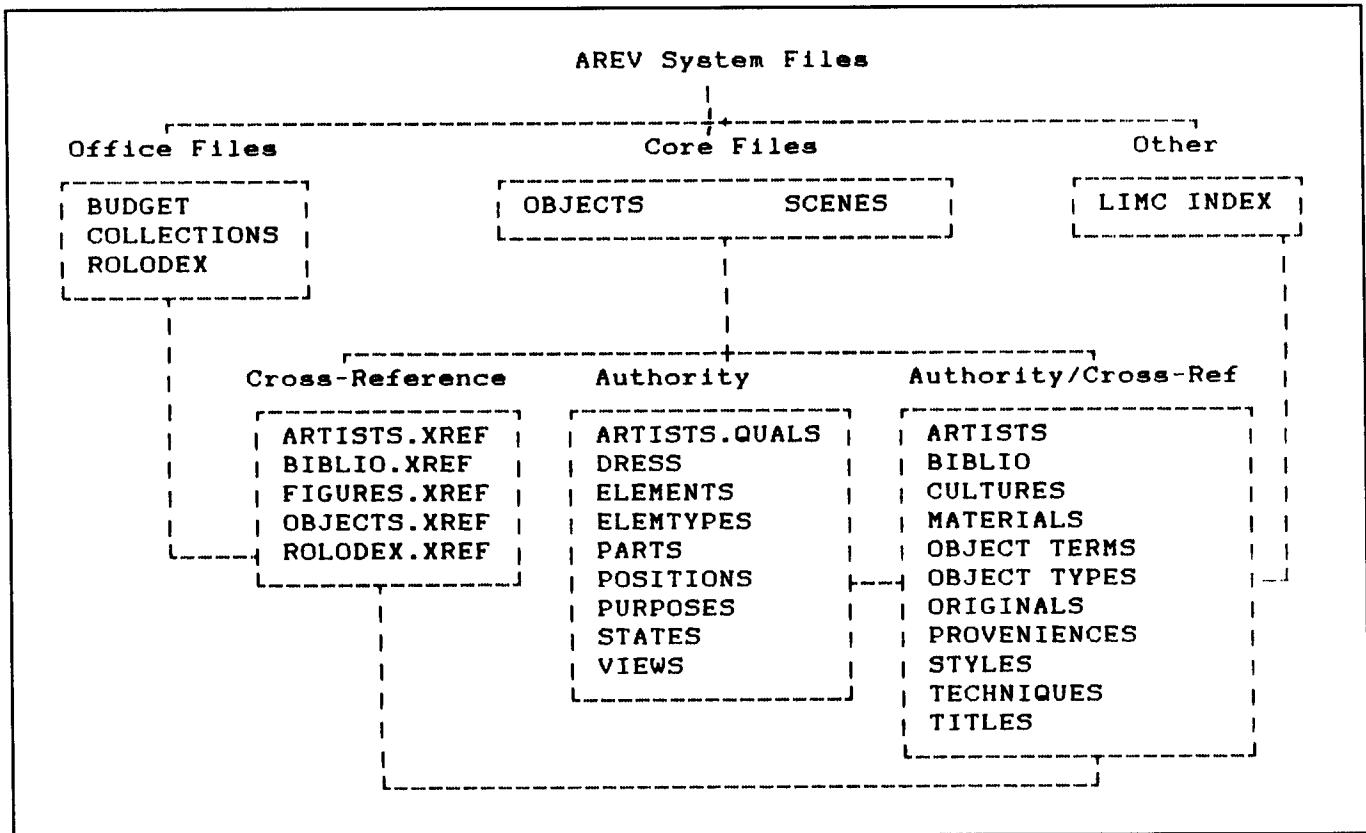 AREV System Files
Office Files
Core Files
Other
BUDGET
COLLECTIONS
ROLODEX
OBJECTS SCENES
LIMC INDEX
Cross-Reference
Authority
Authority/Cross-Ref
ARTISTS.XREF
BIBLIO.XREF
FIGURES.XREF
OBJECTS.XREF
ROLODEX.XREF
ARTISTS.QUALS
DRESS
ELEMENTS
ELEMTYPES
PARTS
POSITIONS
PURPOSES
STATES
VIEWS
ARTISTS
BIBLIO
CULTURES
MATERIALS
OBJECT TERMS
OBJECT TYPES
ORIGINALS
PROVENIENCES
STYLES
TECHNIQUES
TITLES